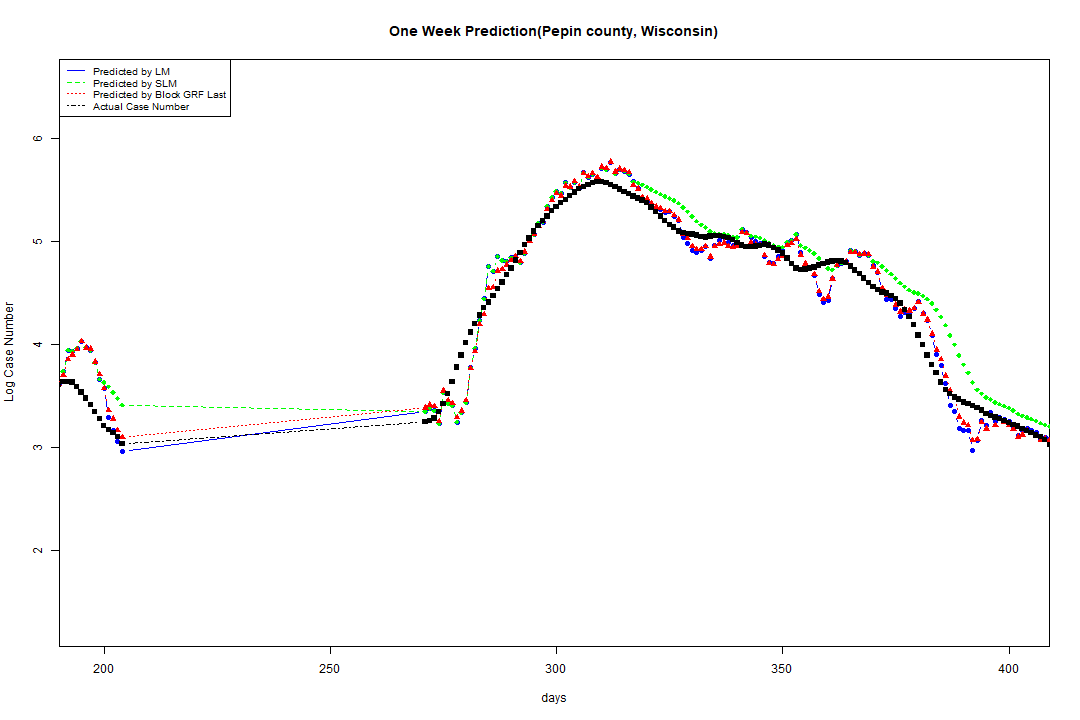 One Week Prediction(Pepin county, Wisconsin)
Predicted by LM
Predicted by SLM
Predicted by Block GRF Last
Actual Case Number
Log Case Number
6
5
4
3
2
200 250 300 350 400
days